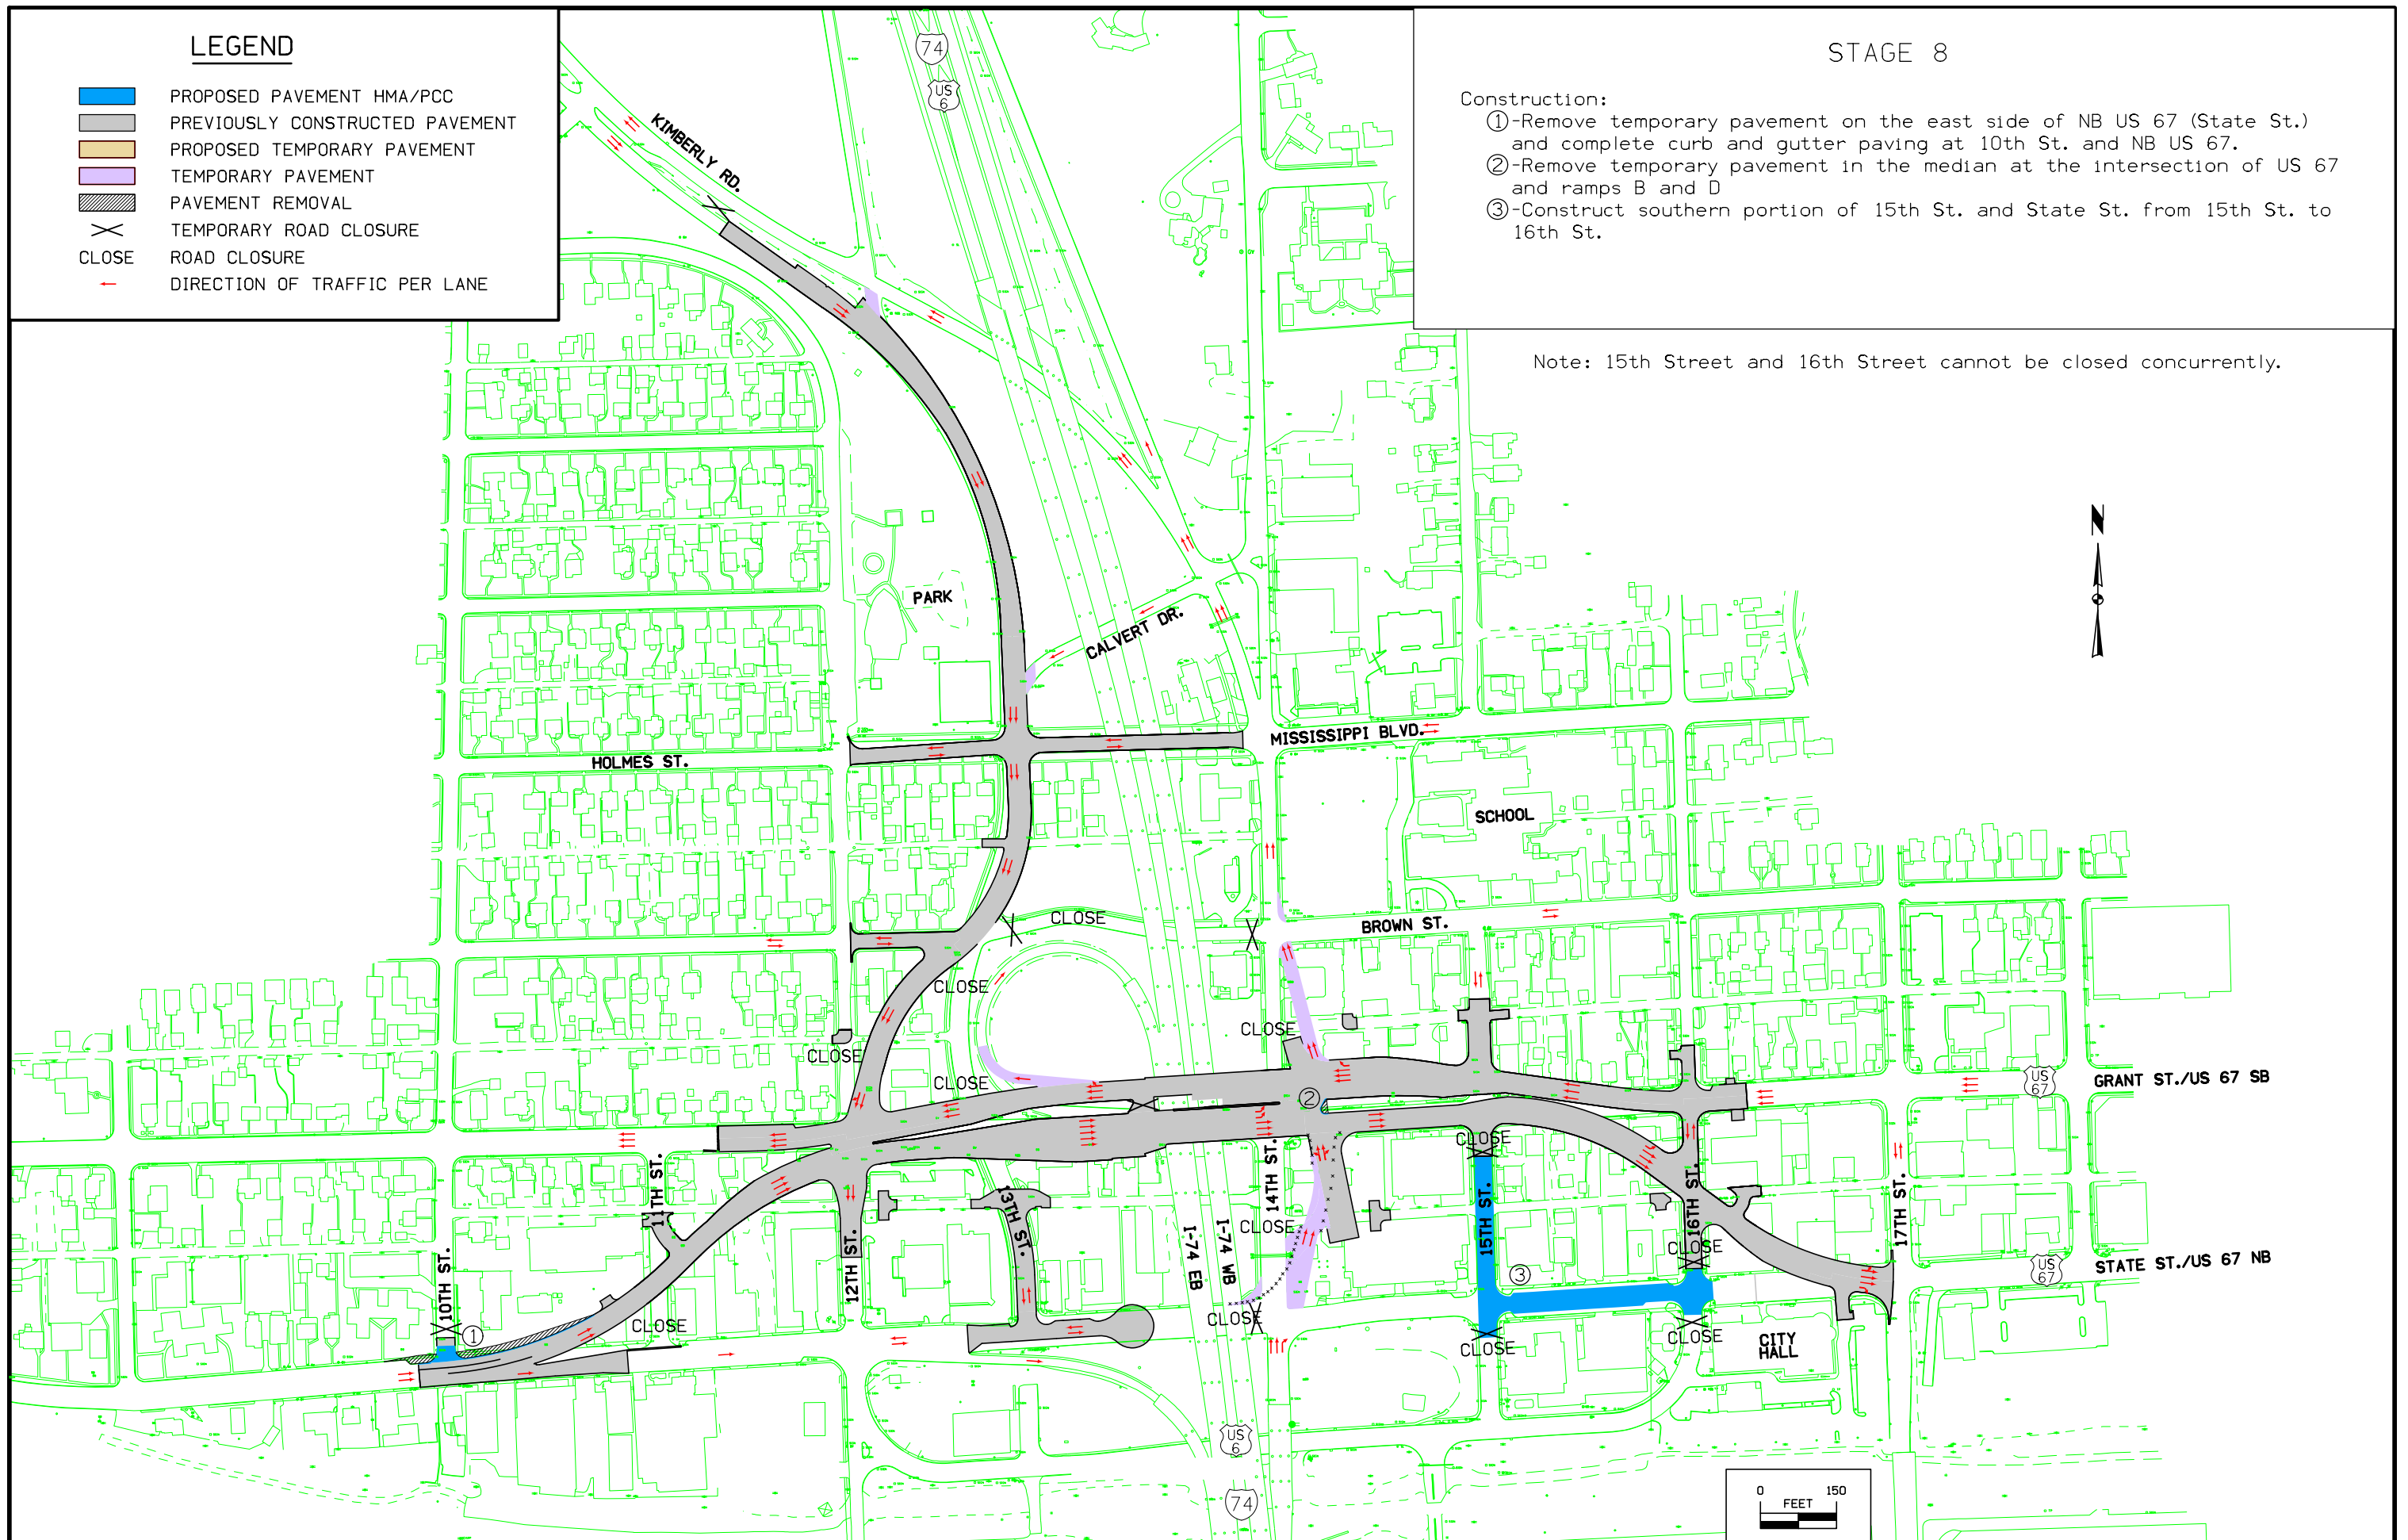 LEGEND
PROPOSED PAVEMENT HMA/PCC
PREVIOUSLY CONSTRUCTED PAVEMENT
PROPOSED TEMPORARY PAVEMENT
TEMPORARY PAVEMENT
PAVEMENT REMOVAL
TEMPORARY ROAD CLOSURE
CLOSE ROAD CLOSURE
DIRECTION OF TRAFFIC PER LANE
STAGE 8
Construction:
①-Remove temporary pavement on the east side of NB US 67 (State St.)
and complete curb and gutter paving at 10th St. and NB US 67.
②-Remove temporary pavement in the median at the intersection of US 67
and ramps B and D
③-Construct southern portion of 15th St. and State St. from 15th St. to
16th St.
Note: 15th Street and 16th Street cannot be closed concurrently.
74
US
6
KIMBERLY RD.
N
PARK
CALVERT DR.
MISSISSIPPI BLVD.
HOLMES ST.
SCHOOL
CLOSE
BROWN ST.
CLOSE
CLOSE
CLOSE
CLOSE
②
US
67
GRANT ST./US 67 SB
CLOSE
11TH ST.
12TH ST.
13TH ST.
14TH ST.
15TH ST.
16TH ST.
17TH ST.
10TH ST.
I-74 EB
I-74 WB
CLOSE
CLOSE
③
US
67
STATE ST./US 67 NB
①
CLOSE
CLOSE
CLOSE
CLOSE
CITY
HALL
US
6
74
0 150
FEET